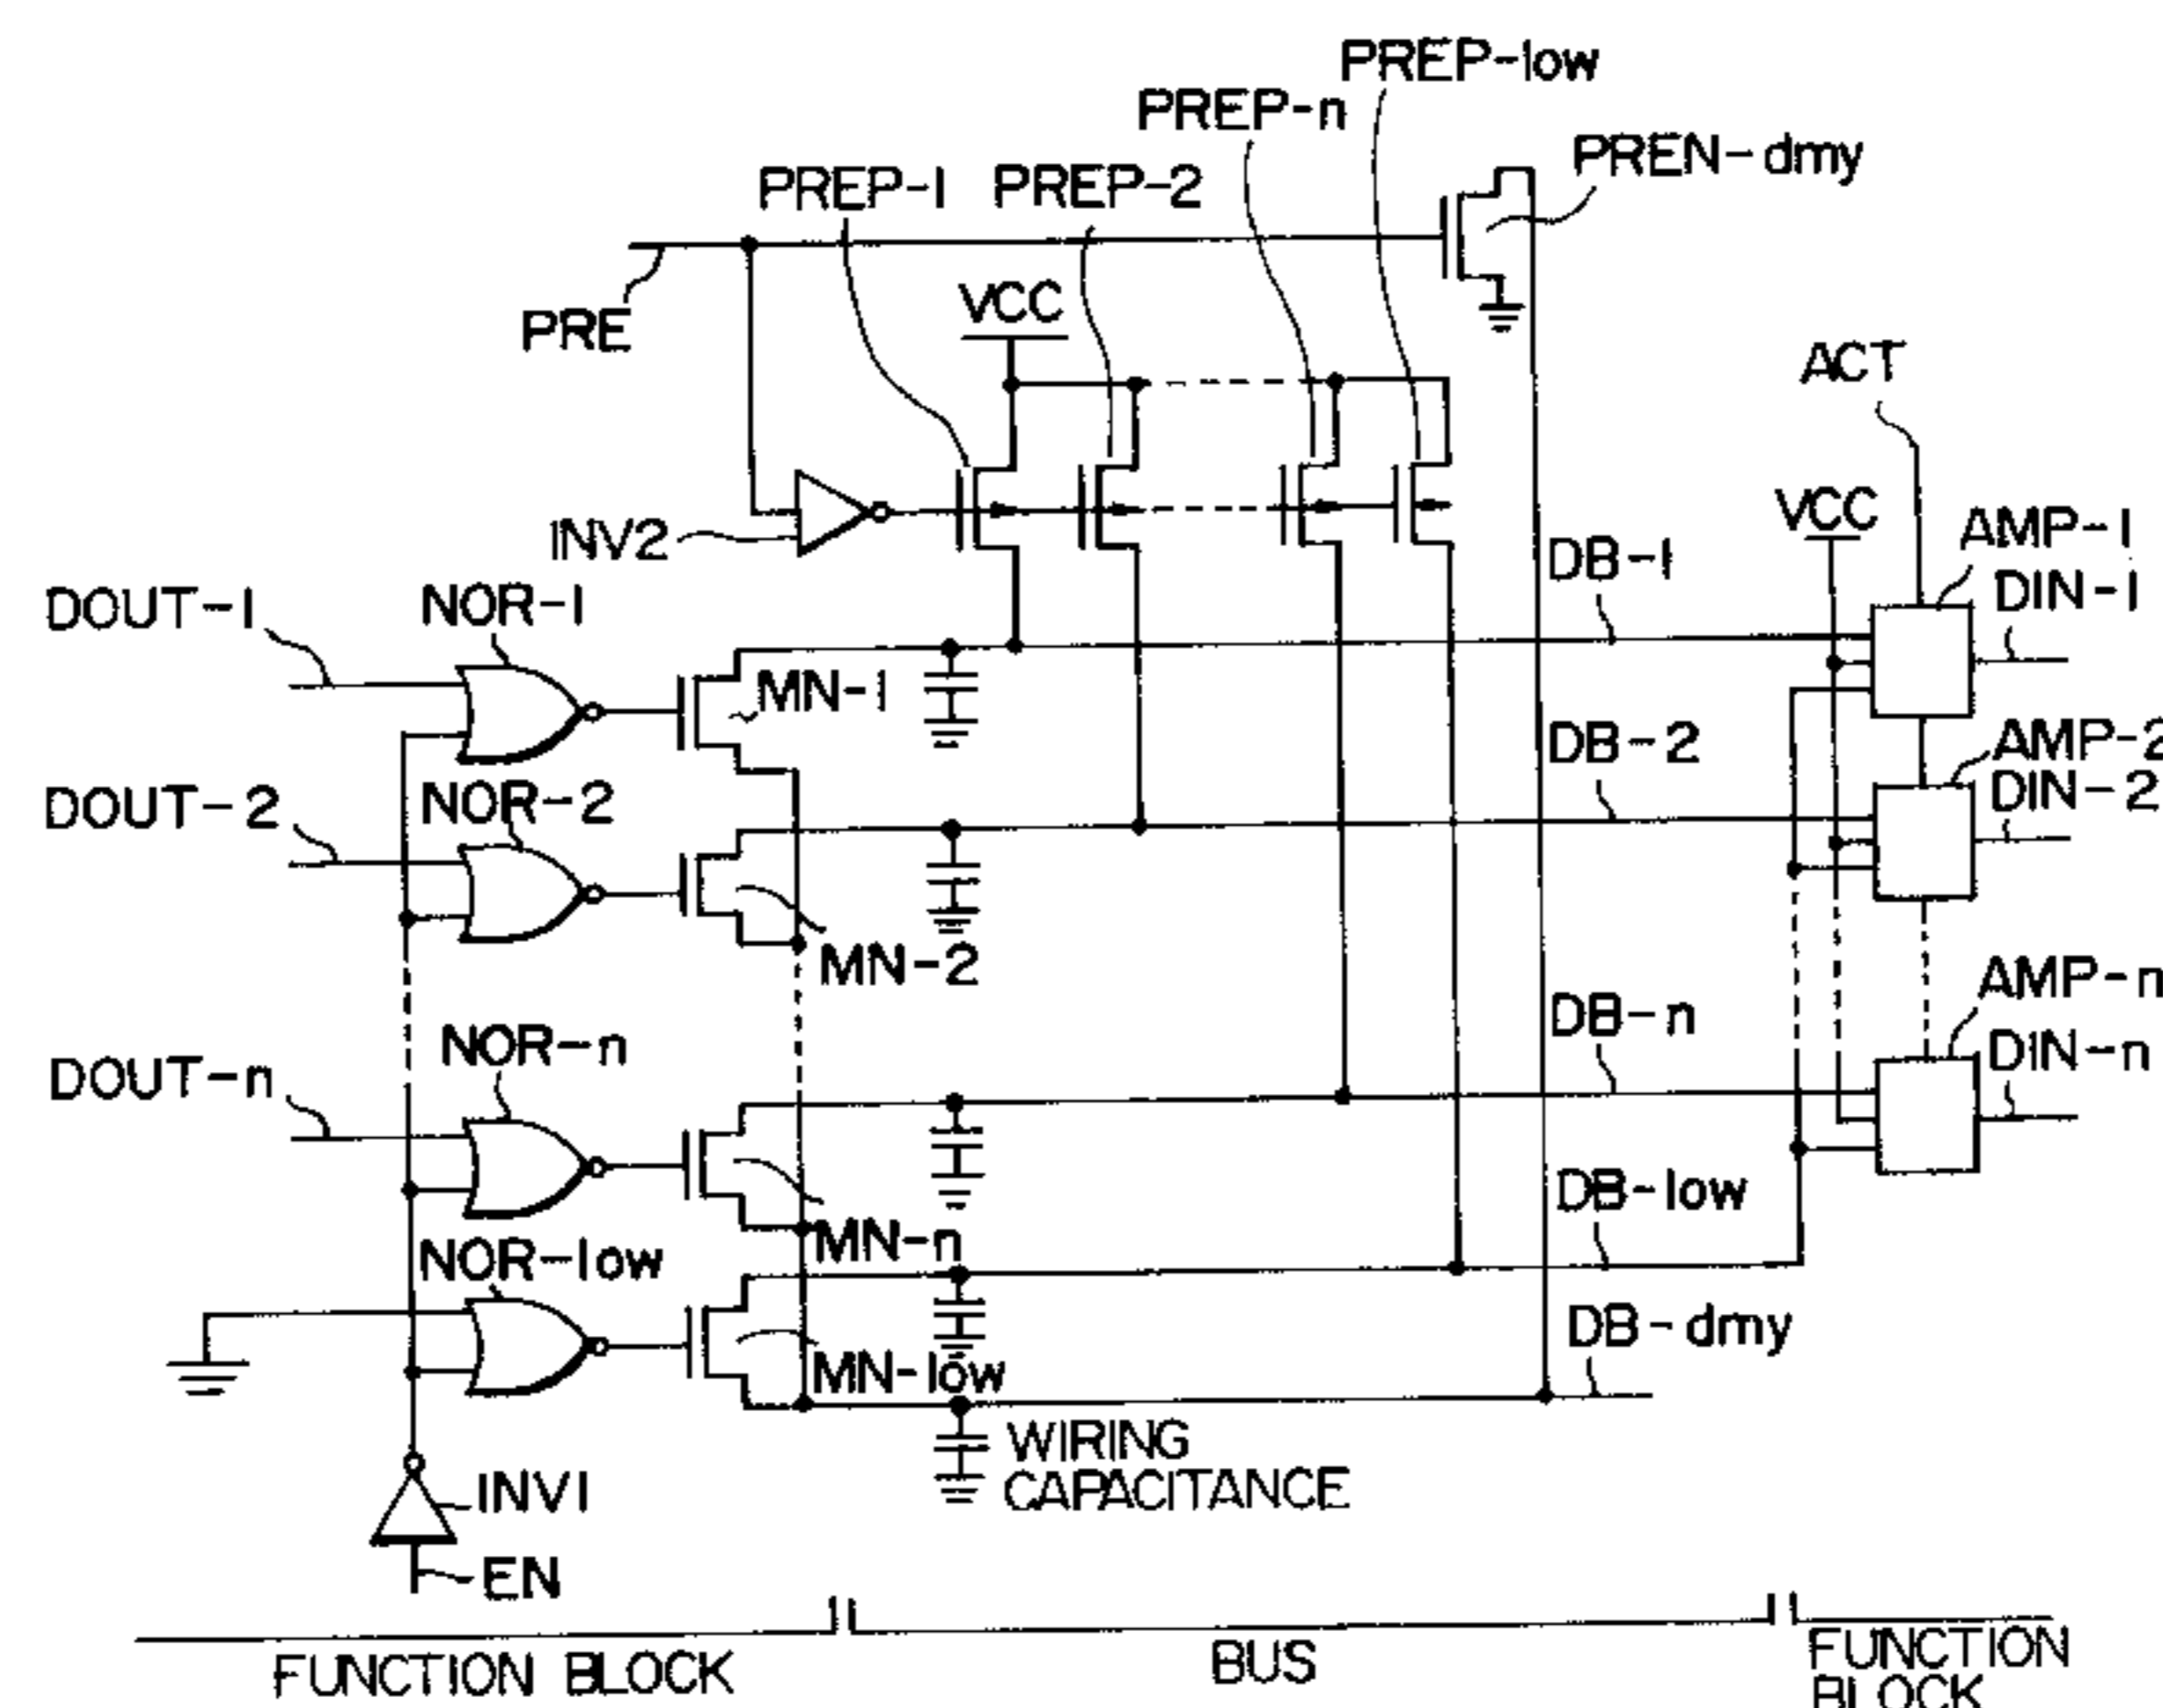 PREP-low
PREP-n
PREN-dmy
PREP-1
PREP-2
PRE
VCC
ACT
VCC
AMP-1
INV2
DB-1
DIN-1
DOUT-1
NOR-1
MN-1
DB-2
AMP-2
DOUT-2
NOR-2
DIN-2
MN-2
AMP-n
DB-n
NOR-n
DIN-n
DOUT-n
DB-low
MN-n
NOR-low
DB-dmy
MN-low
WIRING
CAPACITANCE
INV1
EN
FUNCTION BLOCK
BUS
FUNCTION
BLOCK